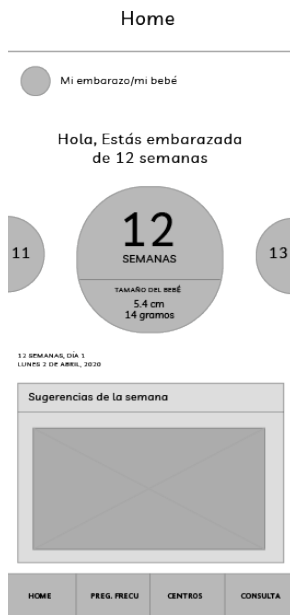 Home
Mi embarazo/mi bebé
Hola, Estás embarazada
de 12 semanas
11
12
SEMANAS
TAMAÑO DEL BEBÉ
5.4 cm
14 gramos
13
12 SEMANAS, DÍA 1
LUNES 2 DE ABRIL, 2020
Sugerencias de la semana
HOME PREG. FRECU CENTROS CONSULTA